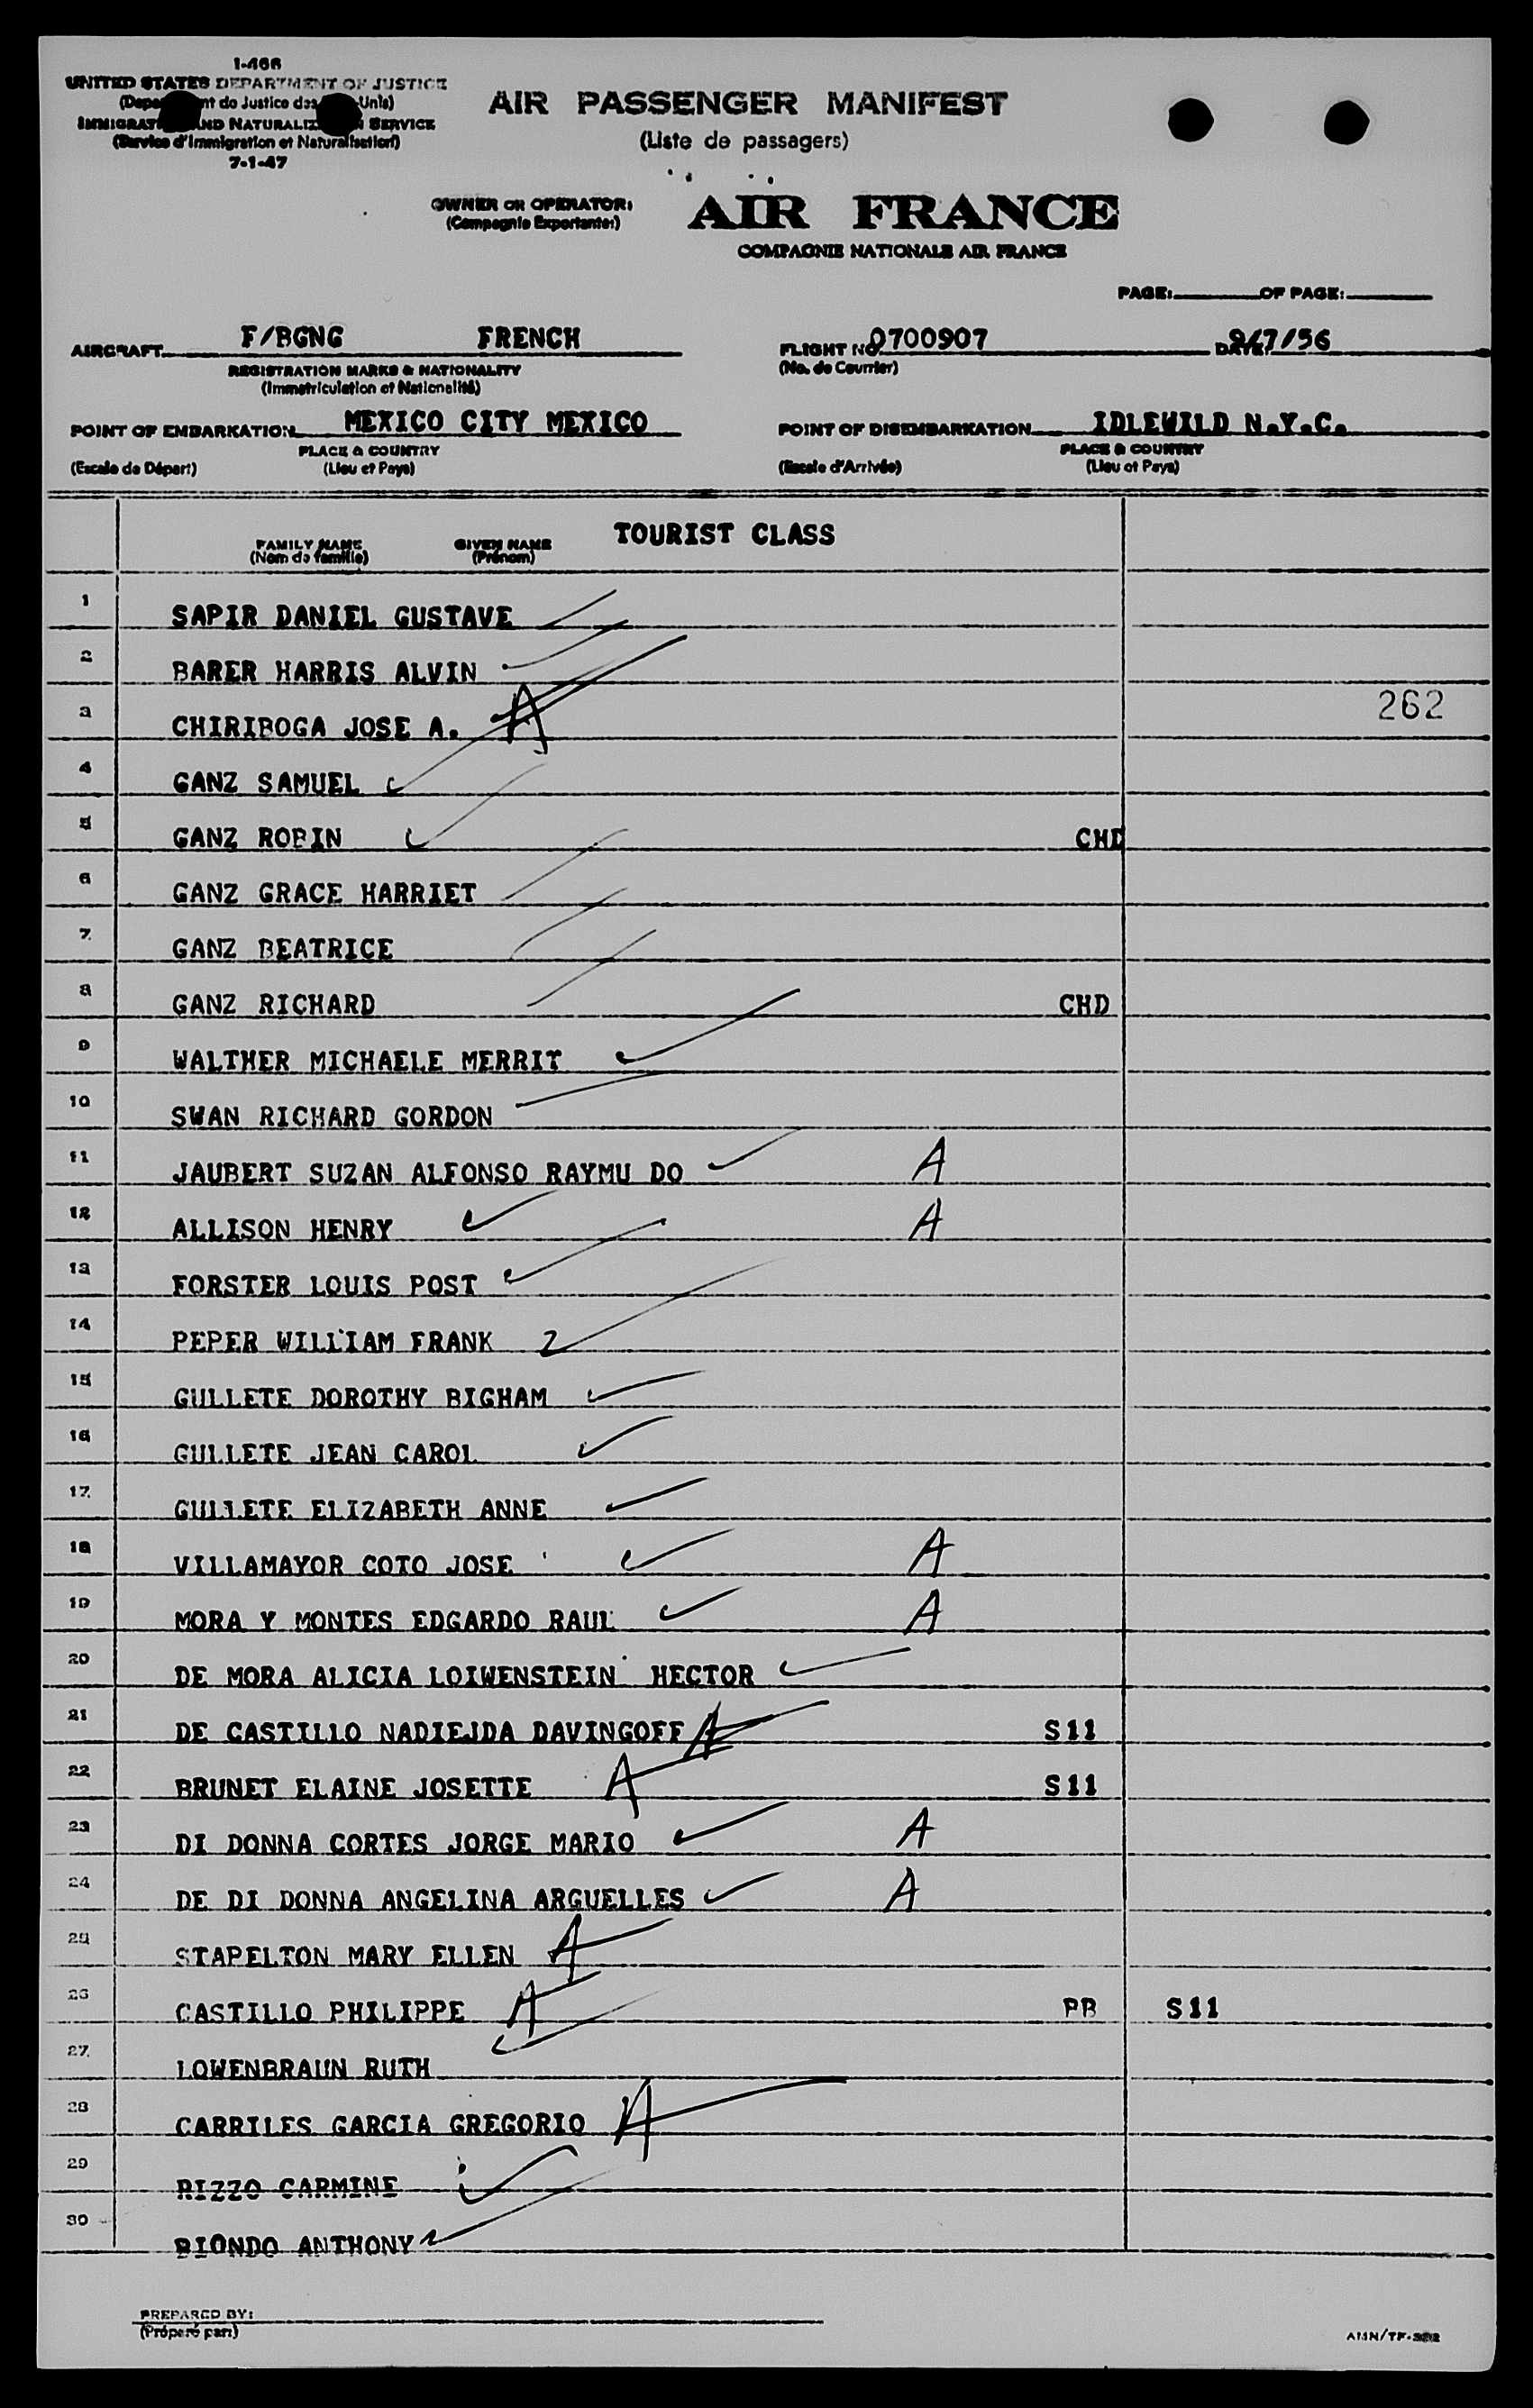 I-466
UNITED STATES DEPARTMENT OF JUSTICE
nt de Justice des Unis)
SERVICE
(Service d'Immigration et Naturalisation)
7-1-47
AIR PASSENGER MANIFEST
(Liste de passagers)
OWNER OR OPERATOR:
(Compagnie Exportante:)
AIR FRANCE
COMPAGNIE NATIONALE AIR FRANCE
PAGE: OF PAGE:
AIRCRAFT F/BGNG FRENCH
REGISTRATION MARKS & NATIONALITY
(Immatriculation et Nationalité)
FLIGHT NO. 0700907 DATE: 9/7/56
(No. de Courrier)
POINT OF EMBARKATION MEXICO CITY MEXICO
PLACE & COUNTRY
(Escale de Départ) (Lieu et Pays)
POINT OF DISEMBARKATION IDLEWILD N.Y.C.
PLACE & COUNTRY
(Escale d'Arrivée) (Lieu et Pays)
FAMILY NAME GIVEN NAME TOURIST CLASS
(Nom de famille) (Prénom)
1 SAPIR DANIEL GUSTAVE
2 BARER HARRIS ALVIN
3 CHIRIBOGA JOSE A. A 262
4 GANZ SAMUEL
5 GANZ ROBIN CHD
6 GANZ GRACE HARRIET
7 GANZ BEATRICE
8 GANZ RICHARD CHD
9 WALTHER MICHAELE MERRIT
10 SWAN RICHARD GORDON
11 JAUBERT SUZAN ALFONSO RAYMU DO A
12 ALLISON HENRY A
13 FORSTER LOUIS POST
14 PEPER WILLIAM FRANK
15 GULLETE DOROTHY BIGHAM
16 GULLETE JEAN CAROL
17 GULLETE ELIZABETH ANNE
18 VILLAMAYOR COTO JOSE A
19 MORA Y MONTES EDGARDO RAUL A
20 DE MORA ALICIA LOIWENSTEIN HECTOR
21 DE CASTILLO NADIEJDA DAVINGOFF A S11
22 BRUNET ELAINE JOSETTE A S11
23 DI DONNA CORTES JORGE MARIO A
24 DE DI DONNA ANGELINA ARGUELLES A
25 STAPELTON MARY ELLEN A
26 CASTILLO PHILIPPE A PB S11
27 LOWENBRAUN RUTH
28 CARRILES GARCIA GREGORIO A
29 RIZZO CARMINE
30 BIONDO ANTHONY
PREPARED BY:
(Préparé par:)